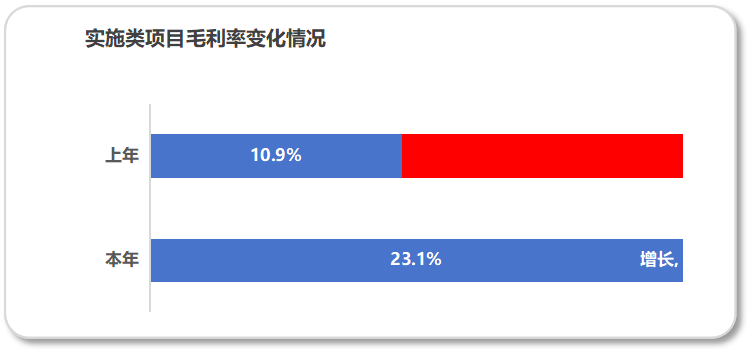 实施类项目毛利率变化情况
上年
10.9%
本年
23.1%
增长,